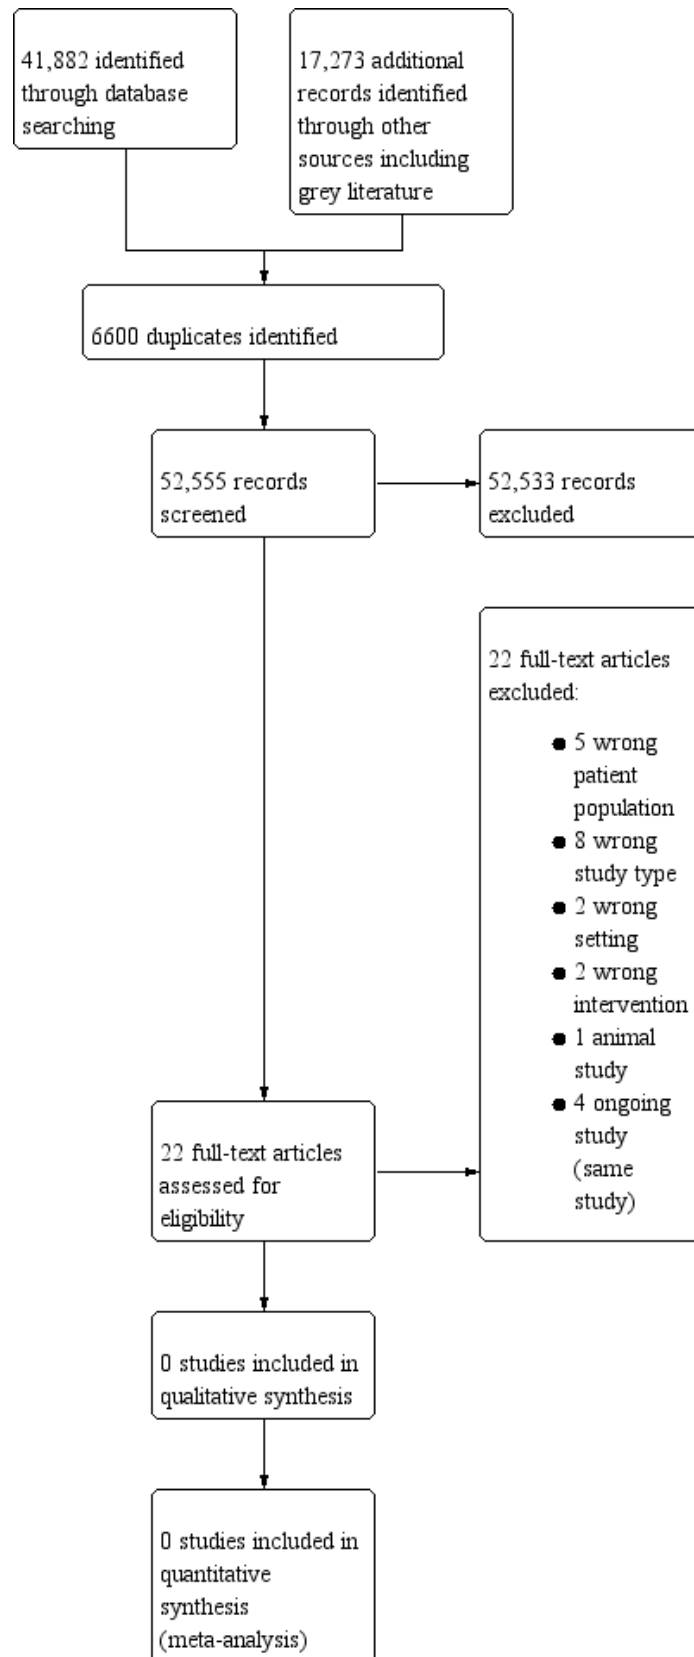 41,882 identified
through database
searching
17,273 additional
records identified
through other
sources including
grey literature
6600 duplicates identified
52,555 records
screened
52,533 records
excluded
22 full-text articles
excluded:
● 5 wrong
patient
population
● 8 wrong
study type
● 2 wrong
setting
● 2 wrong
intervention
● 1 animal
study
● 4 ongoing
study
(same
study)
22 full-text articles
assessed for
eligibility
0 studies included in
qualitative synthesis
0 studies included in
quantitative
synthesis
(meta-analysis)